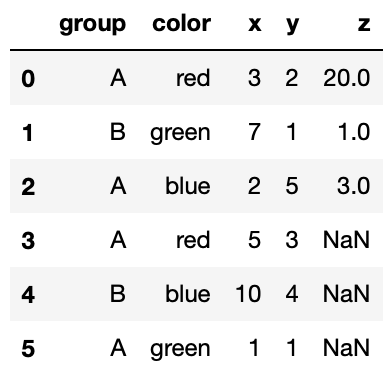 group color x y z
0 A red 3 2 20.0
1 B green 7 1 1.0
2 A blue 2 5 3.0
3 A red 5 3 NaN
4 B blue 10 4 NaN
5 A green 1 1 NaN